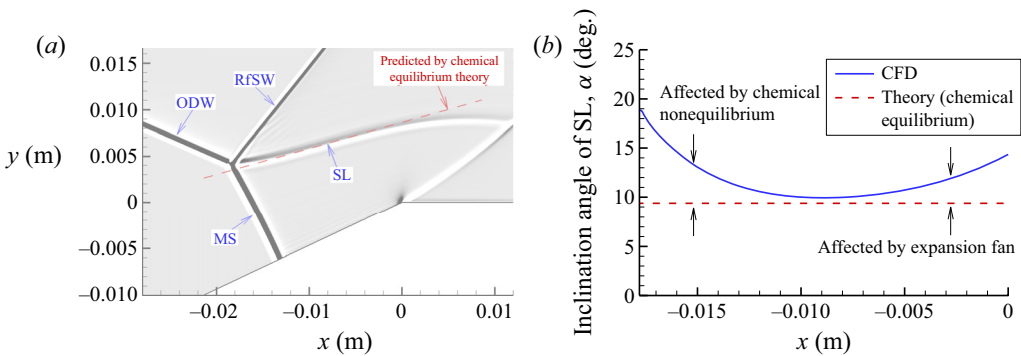 (a)
0.015
0.010
0.005
0
–0.005
–0.010
y (m)
–0.02
–0.01
0
0.01
x (m)
ODW
RfSW
SL
MS
Predicted by chemical
equilibrium theory
(b)
25
20
15
10
5
0
Inclination angle of SL, α (deg.)
–0.015
–0.010
–0.005
0
x (m)
CFD
Theory (chemical
equilibrium)
Affected by chemical
nonequilibrium
Affected by expansion fan